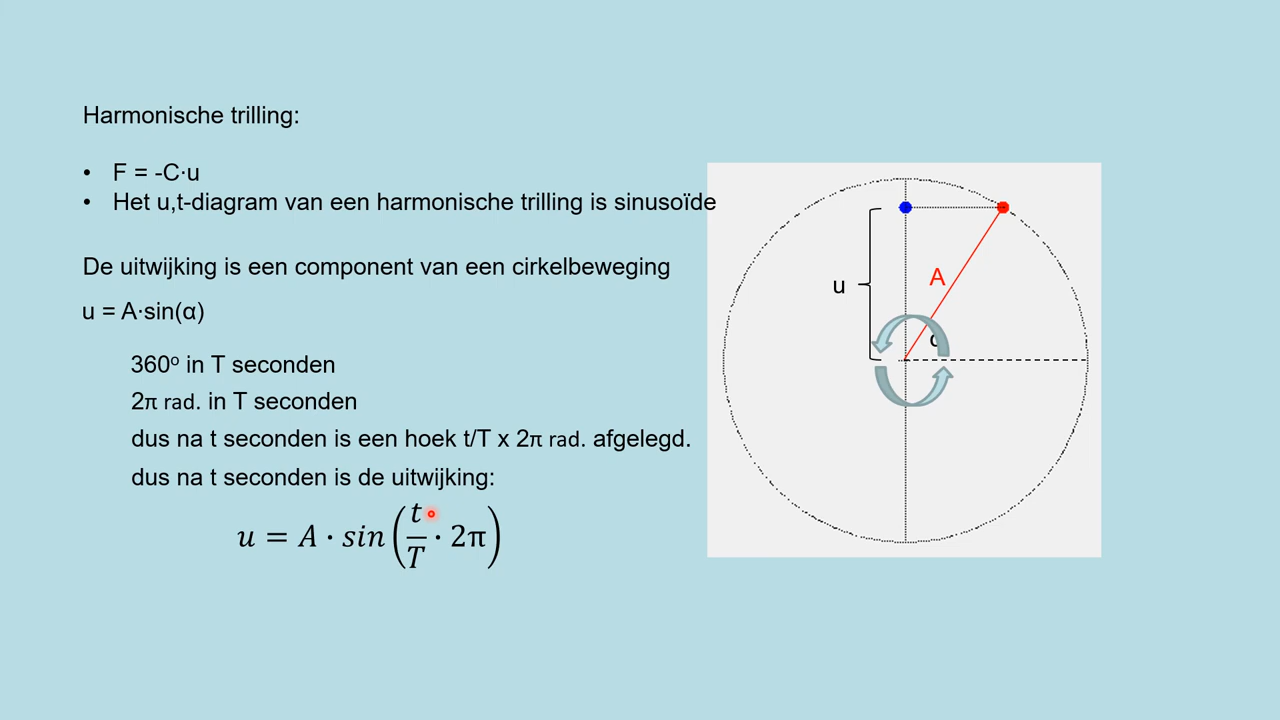 Harmonische trilling:
• F = -C·u
• Het u,t-diagram van een harmonische trilling is sinusoïde
De uitwijking is een component van een cirkelbeweging
u = A·sin(α)
360º in T seconden
2π rad. in T seconden
dus na t seconden is een hoek t/T x 2π rad. afgelegd.
dus na t seconden is de uitwijking:
u = A · sin(t/T · 2π)
A
u